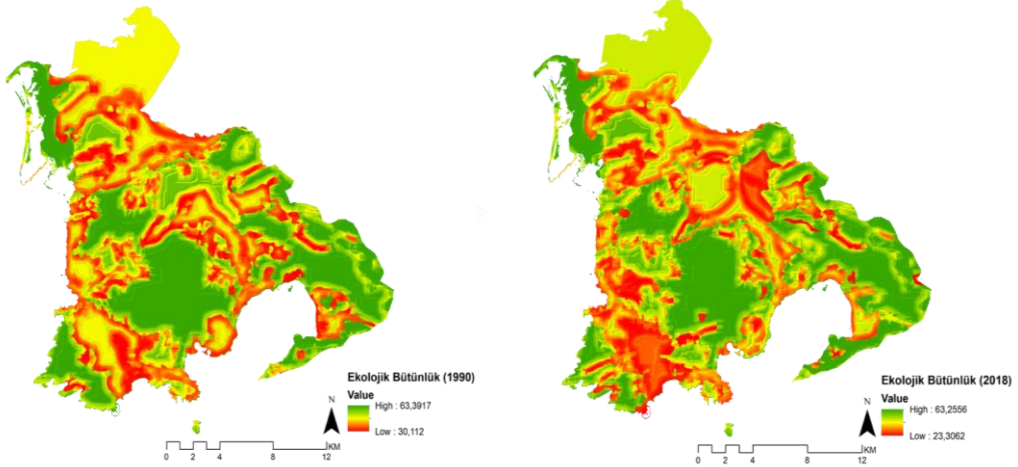 Ekolojik Bütünlük (1990)
Value
High : 63,3917
Low : 30,112
N
0 2 4 8 12
KM
Ekolojik Bütünlük (2018)
Value
High : 63,2556
Low : 23,3062
N
0 2 4 8 12
KM